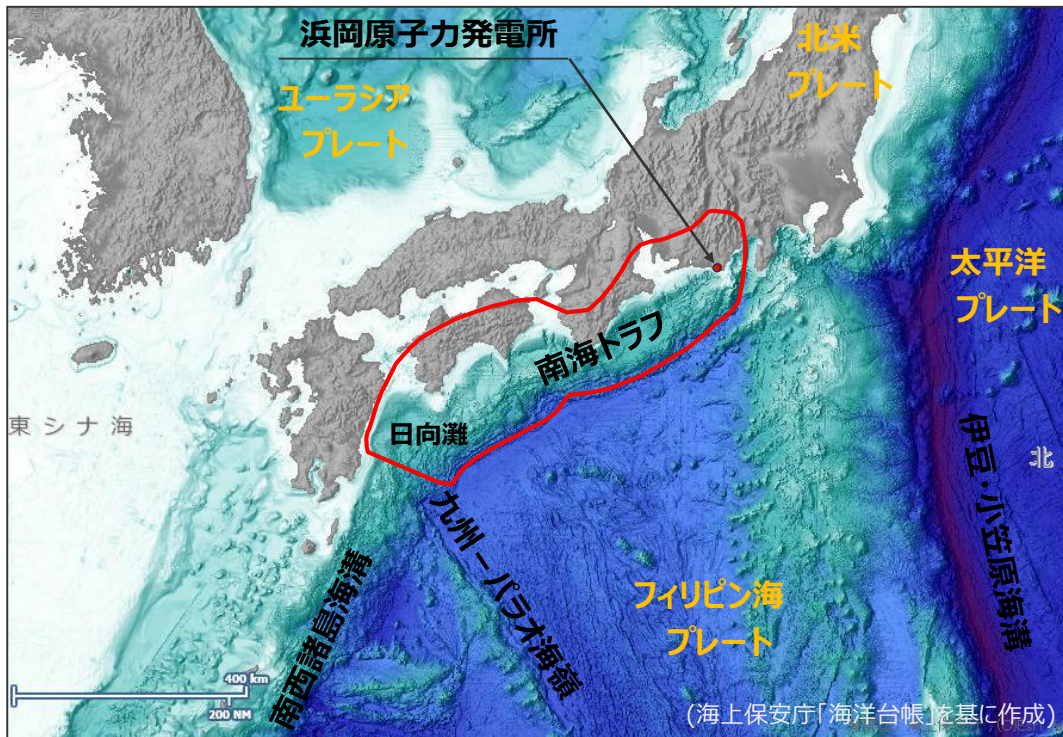 浜岡原子力発電所
北米
プレート
ユーラシア
プレート
太平洋
プレート
南海トラフ
東シナ海
日向灘
北
伊豆・小笠原海溝
九州－パラオ海嶺
フィリピン海
プレート
南西諸島海溝
400 km
200 NM
(海上保安庁「海洋台帳」を基に作成)